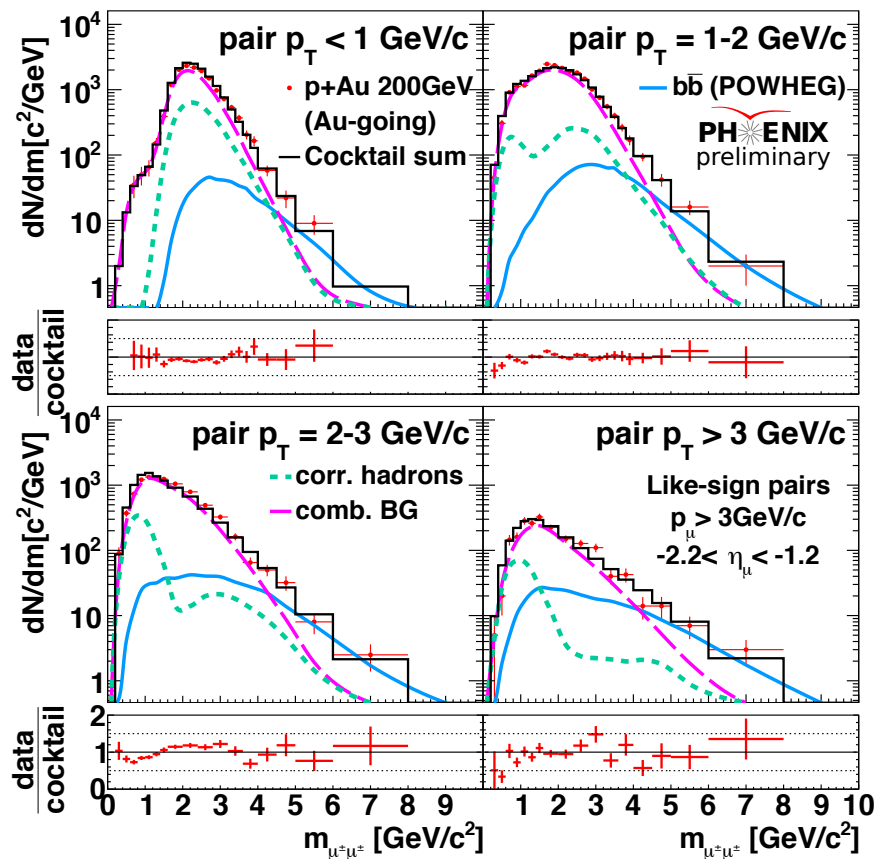 pair p_T < 1 GeV/c
p+Au 200GeV
(Au-going)
Cocktail sum
pair p_T = 1-2 GeV/c
bb̄ (POWHEG)
PHENIX
preliminary
dN/dm[c²/GeV]
10⁴
10³
10²
10
1
data
cocktail
pair p_T = 2-3 GeV/c
corr. hadrons
comb. BG
pair p_T > 3 GeV/c
Like-sign pairs
p_μ > 3GeV/c
-2.2< η_μ < -1.2
dN/dm[c²/GeV]
10⁴
10³
10²
10
1
data
cocktail
2
1
0
0 1 2 3 4 5 6 7 8 9
1 2 3 4 5 6 7 8 9 10
m_μ±μ± [GeV/c²]
m_μ±μ± [GeV/c²]